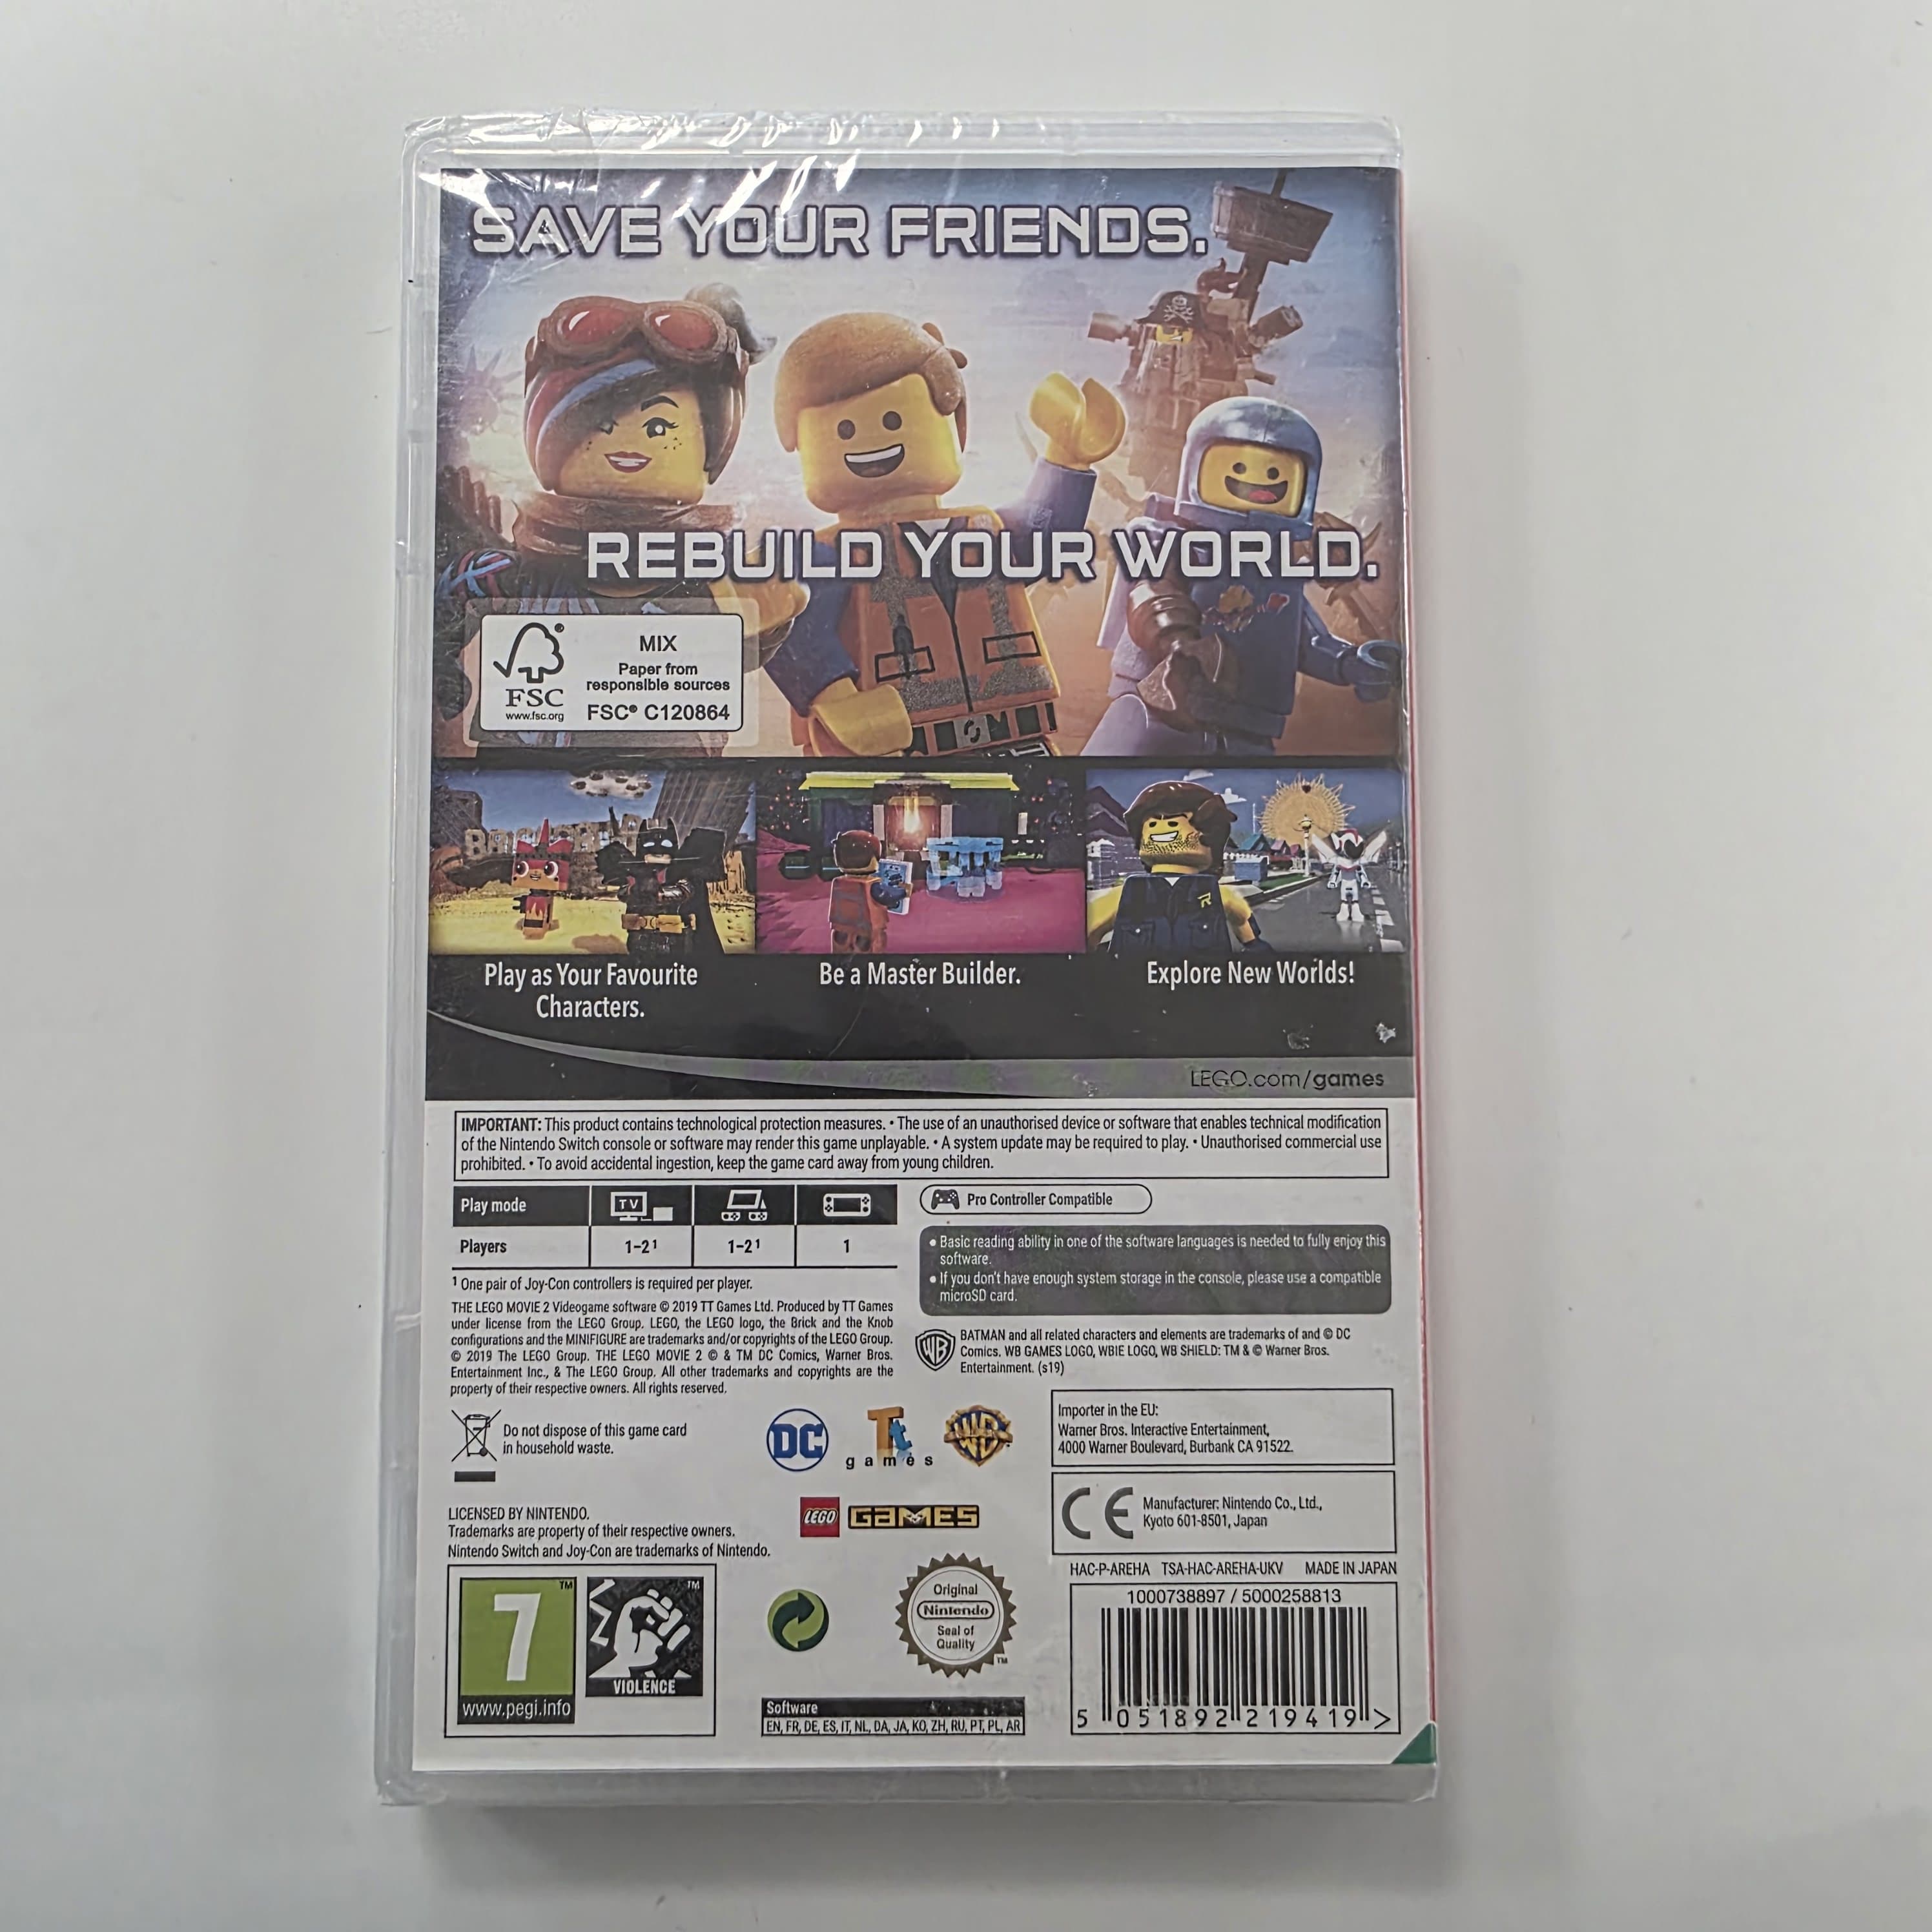 SAVE YOUR FRIENDS.
REBUILD YOUR WORLD.
MIX
Paper from
responsible sources
FSC® C120864
FSC
www.fsc.org
Play as Your Favourite
Characters.
Be a Master Builder.
Explore New Worlds!
LEGO.com/games
IMPORTANT: This product contains technological protection measures. • The use of an unauthorised device or software that enables technical modification
of the Nintendo Switch console or software may render this game unplayable. • A system update may be required to play. • Unauthorised commercial use
prohibited. • To avoid accidental ingestion, keep the game card away from young children.
Play mode
TV
Players
1–2¹
1–2¹
1
¹ One pair of Joy-Con controllers is required per player.
Pro Controller Compatible
• Basic reading ability in one of the software languages is needed to fully enjoy this
software.
• If you don't have enough system storage in the console, please use a compatible
microSD card.
THE LEGO MOVIE 2 Videogame software © 2019 TT Games Ltd. Produced by TT Games
under license from the LEGO Group. LEGO, the LEGO logo, the Brick and the Knob
configurations and the MINIFIGURE are trademarks and/or copyrights of the LEGO Group.
© 2019 The LEGO Group. THE LEGO MOVIE 2 © & TM DC Comics, Warner Bros.
Entertainment Inc., & The LEGO Group. All other trademarks and copyrights are the
property of their respective owners. All rights reserved.
WB
BATMAN and all related characters and elements are trademarks of and © DC
Comics. WB GAMES LOGO, WBIE LOGO, WB SHIELD: TM & © Warner Bros.
Entertainment. (s19)
Do not dispose of this game card
in household waste.
DC
Tt
games
WB
Importer in the EU:
Warner Bros. Interactive Entertainment,
4000 Warner Boulevard, Burbank CA 91522.
LEGO GAMES
CE
Manufacturer: Nintendo Co., Ltd.,
Kyoto 601-8501, Japan
LICENSED BY NINTENDO.
Trademarks are property of their respective owners.
Nintendo Switch and Joy-Con are trademarks of Nintendo.
HAC-P-AREHA TSA-HAC-AREHA-UKV MADE IN JAPAN
7
™
www.pegi.info
™
VIOLENCE
Original
Nintendo
Seal of
Quality
™
Software
EN, FR, DE, ES, IT, NL, DA, JA, KO, ZH, RU, PT, PL, AR
1000738897 / 5000258813
5 051892 219419 >